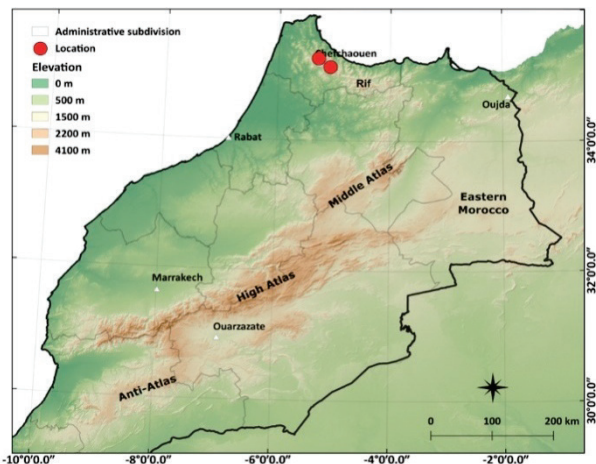 Administrative subdivision
Location
Elevation
0 m
500 m
1500 m
2200 m
4100 m
Chefchaouen
Rif
Oujda
Rabat
34°0'0.0"
Middle Atlas
Eastern
Morocco
32°0'0.0"
Marrakech
High Atlas
Ouarzazate
Anti-Atlas
30°0'0.0"
0 100 200 km
-10°0'0.0" -8°0'0.0" -6°0'0.0" -4°0'0.0" -2°0'0.0"